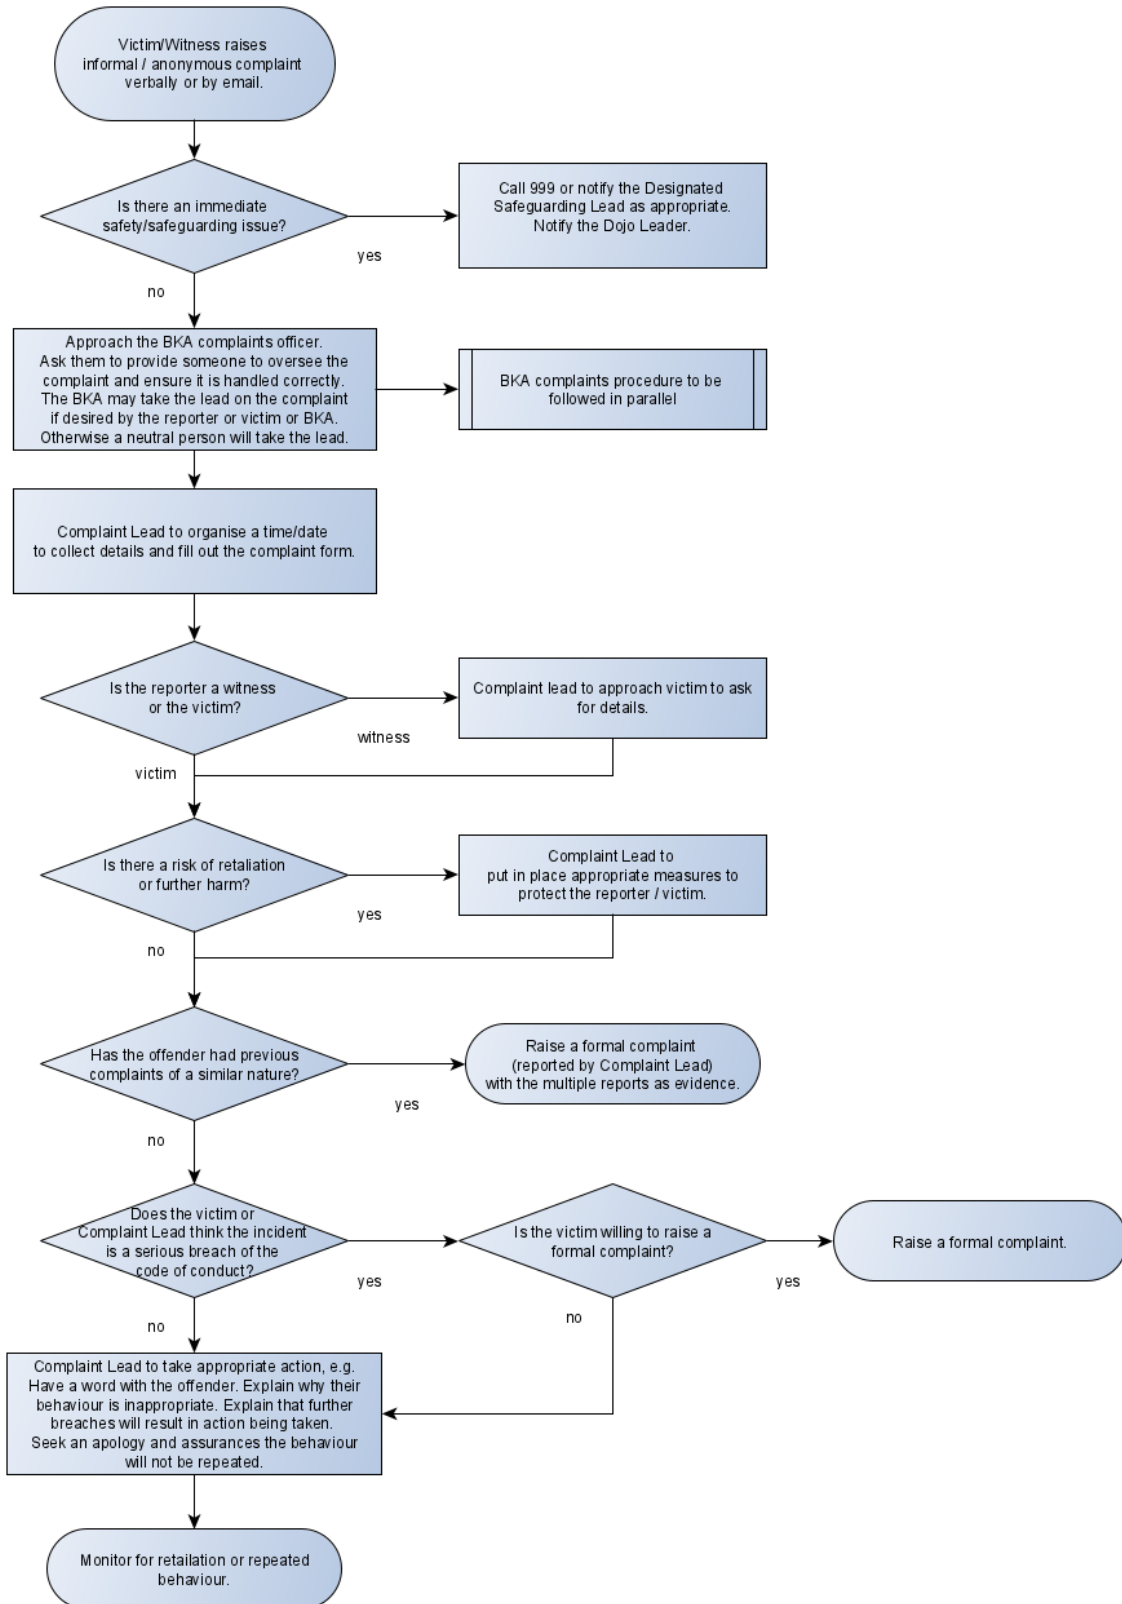 Victim/Witness raises
informal / anonymous complaint
verbally or by email.
Is there an immediate
safety/safeguarding issue?
yes
no
Call 999 or notify the Designated
Safeguarding Lead as appropriate.
Notify the Dojo Leader.
Approach the BKA complaints officer.
Ask them to provide someone to oversee the
complaint and ensure it is handled correctly.
The BKA may take the lead on the complaint
if desired by the reporter or victim or BKA.
Otherwise a neutral person will take the lead.
BKA complaints procedure to be
followed in parallel
Complaint Lead to organise a time/date
to collect details and fill out the complaint form.
Is the reporter a witness
or the victim?
witness
victim
Complaint lead to approach victim to ask
for details.
Is there a risk of retaliation
or further harm?
yes
no
Complaint Lead to
put in place appropriate measures to
protect the reporter / victim.
Has the offender had previous
complaints of a similar nature?
yes
no
Raise a formal complaint
(reported by Complaint Lead)
with the multiple reports as evidence.
Does the victim or
Complaint Lead think the incident
is a serious breach of the
code of conduct?
yes
no
Is the victim willing to raise a
formal complaint?
yes
no
Raise a formal complaint.
Complaint Lead to take appropriate action, e.g.
Have a word with the offender. Explain why their
behaviour is inappropriate. Explain that further
breaches will result in action being taken.
Seek an apology and assurances the behaviour
will not be repeated.
Monitor for retailation or repeated
behaviour.